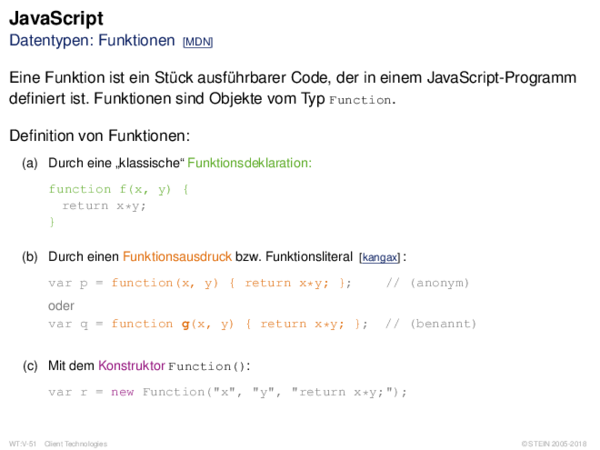 JavaScript
Datentypen: Funktionen [MDN]
Eine Funktion ist ein Stück ausführbarer Code, der in einem JavaScript-Programm
definiert ist. Funktionen sind Objekte vom Typ Function.
Definition von Funktionen:
(a) Durch eine „klassische“ Funktionsdeklaration:
function f(x, y) {
return x*y;
}
(b) Durch einen Funktionsausdruck bzw. Funktionsliteral [kangax]:
var p = function(x, y) { return x*y; }; // (anonym)
oder
var q = function g(x, y) { return x*y; }; // (benannt)
(c) Mit dem Konstruktor Function():
var r = new Function("x", "y", "return x*y;");
WT:V-51 Client Technologies © STEIN 2005-2018